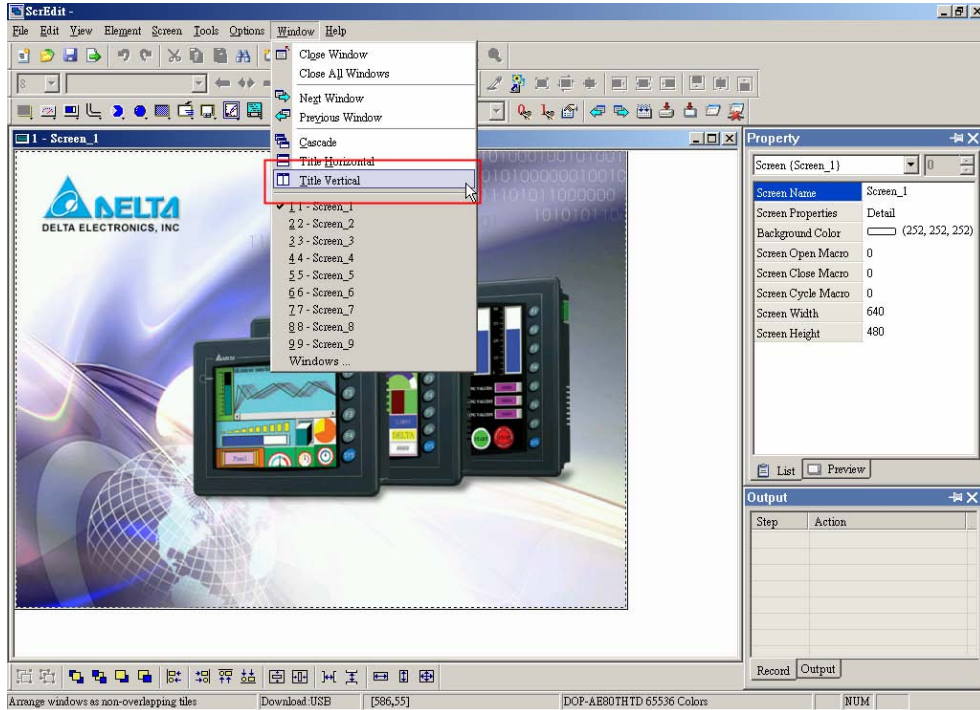 ScrEdit -
File Edit View Element Screen Tools Options Window Help
Close Window
Close All Windows
Next Window
Previous Window
Cascade
Title Horizontal
Title Vertical
1 1 - Screen_1
2 2 - Screen_2
3 3 - Screen_3
4 4 - Screen_4
5 5 - Screen_5
6 6 - Screen_6
7 7 - Screen_7
8 8 - Screen_8
9 9 - Screen_9
Windows ...
8
1 - Screen_1
DELTA
DELTA ELECTRONICS, INC
START
DELTA
Property
Screen {Screen_1}
0
Screen Name Screen_1
Screen Properties Detail
Background Color (252, 252, 252)
Screen Open Macro 0
Screen Close Macro 0
Screen Cycle Macro 0
Screen Width 640
Screen Height 480
List Preview
Output
Step Action
Record Output
Arrange windows as non-overlapping tiles Download:USB [586,55] DOP-AE80THTD 65536 Colors NUM